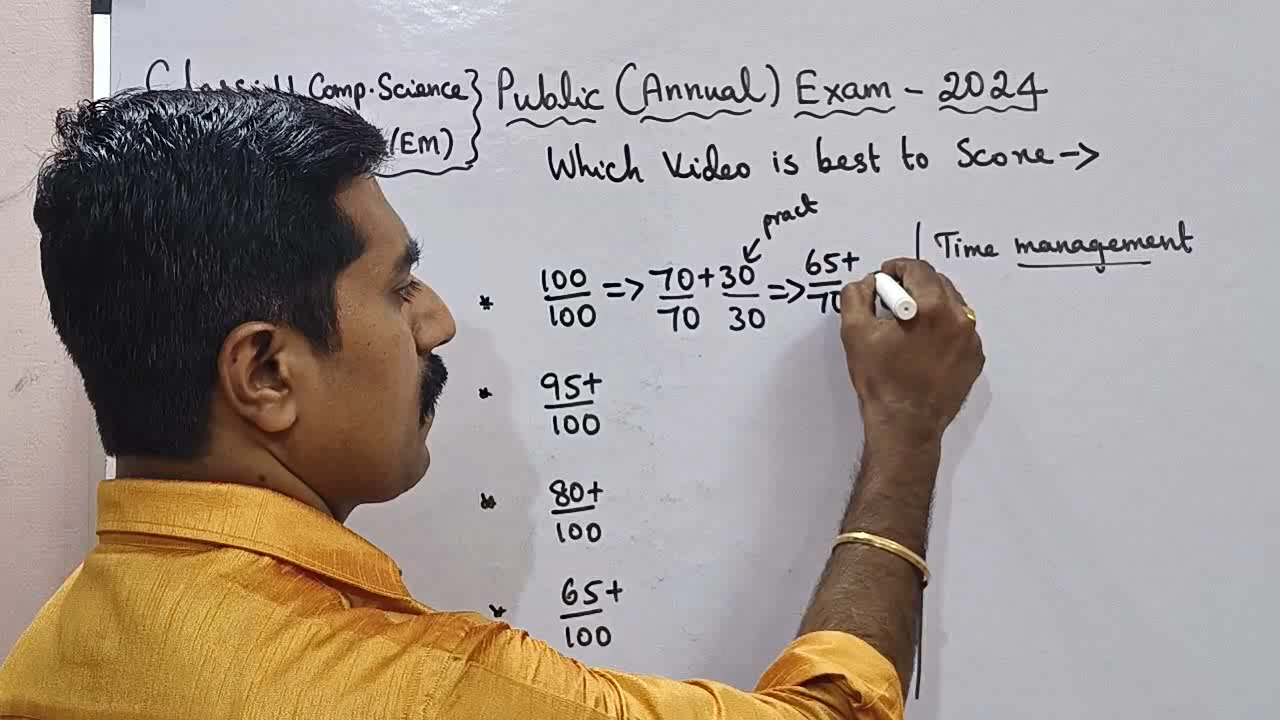 Comp.Science } Public (Annual) Exam - 2024
(EM)
Which Video is best to Score →
pract
Time management
* 100/100 => 70/70 + 30/30 => 65+/70
* 95+/100
* 80+/100
* 65+/100